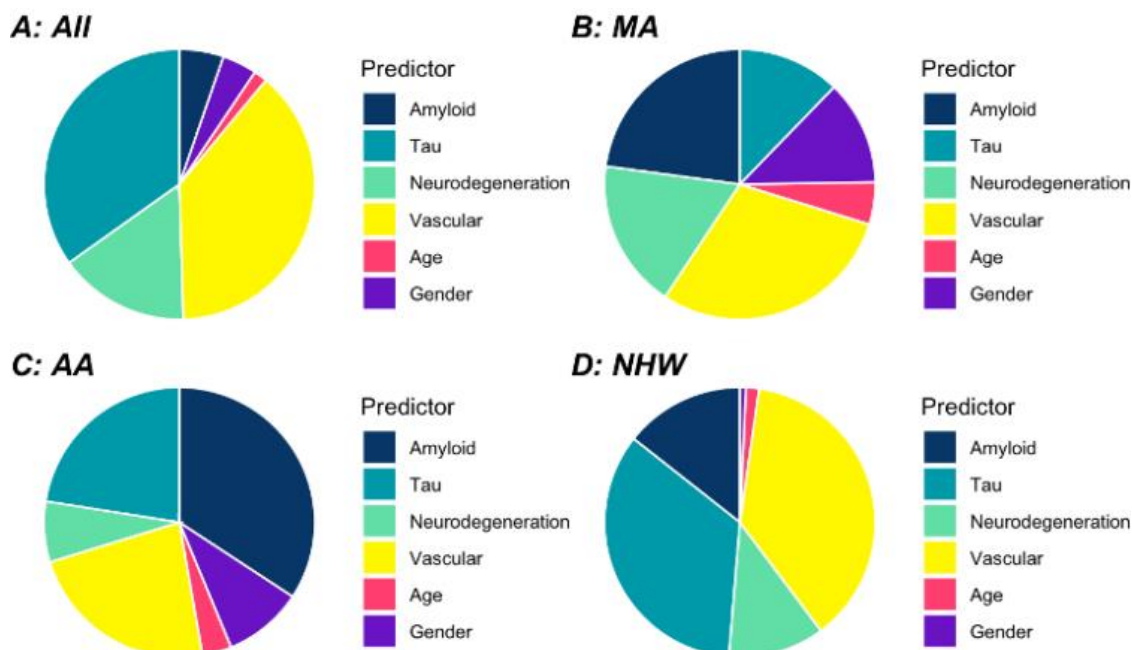 A: All
Predictor
Amyloid
Tau
Neurodegeneration
Vascular
Age
Gender
B: MA
Predictor
Amyloid
Tau
Neurodegeneration
Vascular
Age
Gender
C: AA
Predictor
Amyloid
Tau
Neurodegeneration
Vascular
Age
Gender
D: NHW
Predictor
Amyloid
Tau
Neurodegeneration
Vascular
Age
Gender